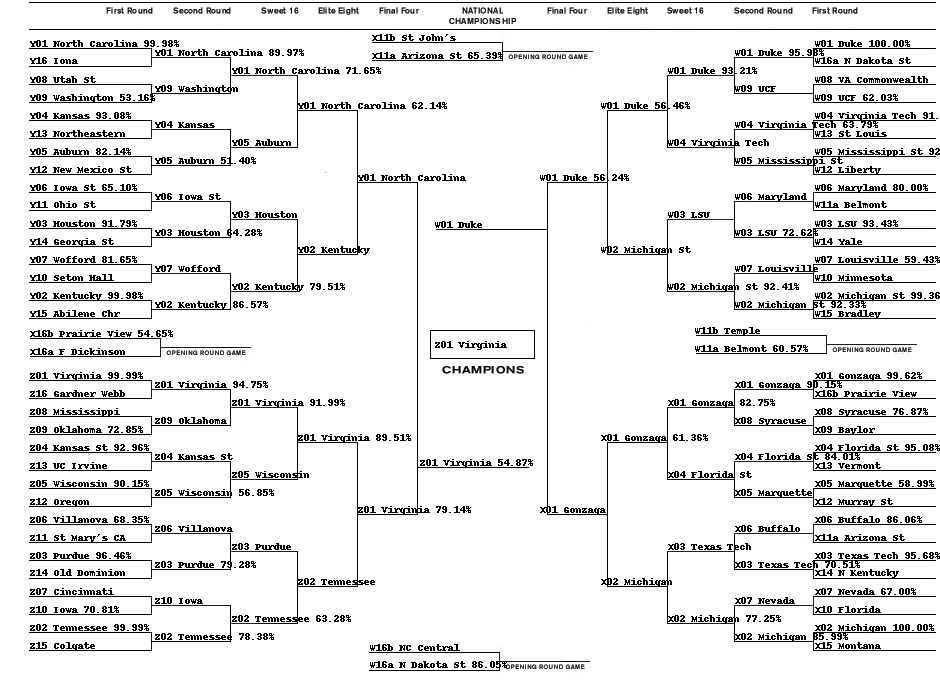 First Round Second Round Sweet 16 Elite Eight Final Four NATIONAL CHAMPIONSHIP Final Four Elite Eight Sweet 16 Second Round First Round
Y01 North Carolina 99.98%
Y16 Iona
Y08 Utah St
Y09 Washington 53.16%
Y04 Kansas 93.08%
Y13 Northeastern
Y05 Auburn 82.14%
Y12 New Mexico St
Y06 Iowa St 65.10%
Y11 Ohio St
Y03 Houston 91.79%
Y14 Georgia St
Y07 Wofford 81.65%
Y10 Seton Hall
Y02 Kentucky 99.98%
Y15 Abilene Chr
Y01 North Carolina 89.97%
Y09 Washington
Y04 Kansas
Y05 Auburn 51.40%
Y06 Iowa St
Y03 Houston 64.28%
Y07 Wofford
Y02 Kentucky 86.57%
Y01 North Carolina 71.65%
Y05 Auburn
Y03 Houston
Y02 Kentucky 79.51%
Y01 North Carolina 62.14%
Y02 Kentucky
Y01 North Carolina
X16b Prairie View 54.65%
X16a F Dickinson
OPENING ROUND GAME
Z01 Virginia 99.99%
Z16 Gardner Webb
Z08 Mississippi
Z09 Oklahoma 72.85%
Z04 Kansas St 92.96%
Z13 UC Irvine
Z05 Wisconsin 90.15%
Z12 Oregon
Z06 Villanova 68.35%
Z11 St Mary's CA
Z03 Purdue 96.46%
Z14 Old Dominion
Z07 Cincinnati
Z10 Iowa 70.81%
Z02 Tennessee 99.99%
Z15 Colgate
Z01 Virginia 94.75%
Z09 Oklahoma
Z04 Kansas St
Z05 Wisconsin 56.85%
Z06 Villanova
Z03 Purdue 79.28%
Z10 Iowa
Z02 Tennessee 78.38%
Z01 Virginia 91.99%
Z05 Wisconsin
Z03 Purdue
Z02 Tennessee 63.28%
Z01 Virginia 89.51%
Z02 Tennessee
Z01 Virginia 79.14%
X11b St John's
X11a Arizona St 65.39%
OPENING ROUND GAME
W01 Duke
Z01 Virginia
CHAMPIONS
Z01 Virginia 54.87%
W16b NC Central
W16a N Dakota St 86.05%
OPENING ROUND GAME
W01 Duke 56.24%
X01 Gonzaga
W01 Duke 56.46%
W02 Michigan St
W01 Duke 93.21%
W04 Virginia Tech
W03 LSU
W02 Michigan St 92.41%
W01 Duke 95.98%
W09 UCF
W04 Virginia Tech 63.79%
W05 Mississippi St
W06 Maryland
W03 LSU 72.62%
W07 Louisville
W02 Michigan St 92.33%
W01 Duke 100.00%
W16a N Dakota St
W08 VA Commonwealth
W09 UCF 62.03%
W04 Virginia Tech 91.
W13 St Louis
W05 Mississippi St 92
W12 Liberty
W06 Maryland 80.00%
W11a Belmont
W03 LSU 93.43%
W14 Yale
W07 Louisville 59.43%
W10 Minnesota
W02 Michigan St 99.36
W15 Bradley
W11b Temple
W11a Belmont 60.57%
OPENING ROUND GAME
X01 Gonzaga 61.36%
X02 Michigan
X01 Gonzaga 82.75%
X04 Florida St
X03 Texas Tech
X02 Michigan 77.25%
X01 Gonzaga 90.15%
X08 Syracuse
X04 Florida St 84.01%
X05 Marquette
X06 Buffalo
X03 Texas Tech 70.51%
X07 Nevada
X02 Michigan 85.99%
X01 Gonzaga 99.62%
X16b Prairie View
X08 Syracuse 76.87%
X09 Baylor
X04 Florida St 95.08%
X13 Vermont
X05 Marquette 58.99%
X12 Murray St
X06 Buffalo 86.06%
X11a Arizona St
X03 Texas Tech 95.68%
X14 N Kentucky
X07 Nevada 67.00%
X10 Florida
X02 Michigan 100.00%
X15 Montana